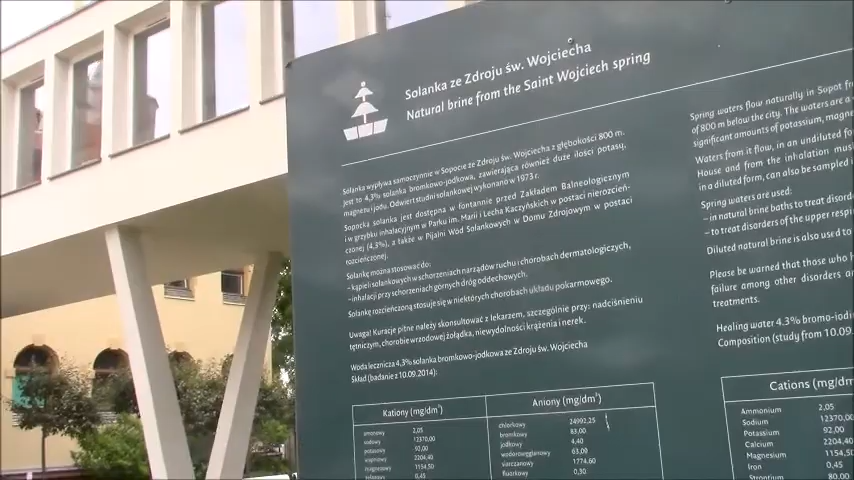 Solanka ze Zdroju św. Wojciecha
Natural brine from the Saint Wojciech spring
Solanka wypływa samoczynnie w Sopocie ze Zdroju św. Wojciecha z głębokości 800 m.
Jest to 4,3% solanka bromkowo-jodkowa, zawierająca również duże ilości potasu,
magnezu i jodu. Odwiert studni solankowej wykonano w 1973 r.
Sopocka solanka jest dostępna w fontannie przed Zakładem Balneologicznym
i w grzybku inhalacyjnym w Parku im. Marii i Lecha Kaczyńskich w postaci nierozcień-
czonej (4,3%), a także w Pijalni Wód Solankowych w Domu Zdrojowym w postaci
rozcieńczonej.
Solankę można stosować do:
– kąpieli solankowych w schorzeniach narządów ruchu i chorobach dermatologicznych,
– inhalacji przy schorzeniach górnych dróg oddechowych.
Solankę rozcieńczoną stosuje się w niektórych chorobach układu pokarmowego.
Uwaga! Kurację pitne należy skonsultować z lekarzem, szczególnie przy: nadciśnieniu
tętniczym, chorobie wrzodowej żołądka, niewydolności krążenia i nerek.
Woda lecznicza 4,3% solanka bromkowo-jodkowa ze Zdroju św. Wojciecha
Skład (badanie z 10.09.2014):
Kationy (mg/dm³)
amonowy 2,05
sodowy 12370,00
potasowy 92,00
wapniowy 2204,40
magnezowy 1154,50
żelazawy 0,45
Aniony (mg/dm³)
chlorkowy 24992,25
bromkowy 83,00
jodkowy 4,40
wodorowęglanowy 63,09
siarczanowy 1774,60
fluorkowy 0,30
Spring waters flow naturally in Sopot
of 800 m below the city. The waters are a
significant amounts of potassium, magne
Waters from it flow, in an undiluted fo
House and from the inhalation mus
in a diluted form, can also be sampled i
Spring waters are used:
– in natural brine baths to treat disord
– to treat disorders of the upper respir
Diluted natural brine is also used to
Please be warned that those who h
failure among other disorders a
treatments.
Healing water 4.3% bromo-iodi
Composition (study from 10.09.
Cations (mg/dm
Ammonium 2,05
Sodium 12370,00
Potassium 92,00
Calcium 2204,40
Magnesium 1154,50
Iron 0,45
Strontium 80,00